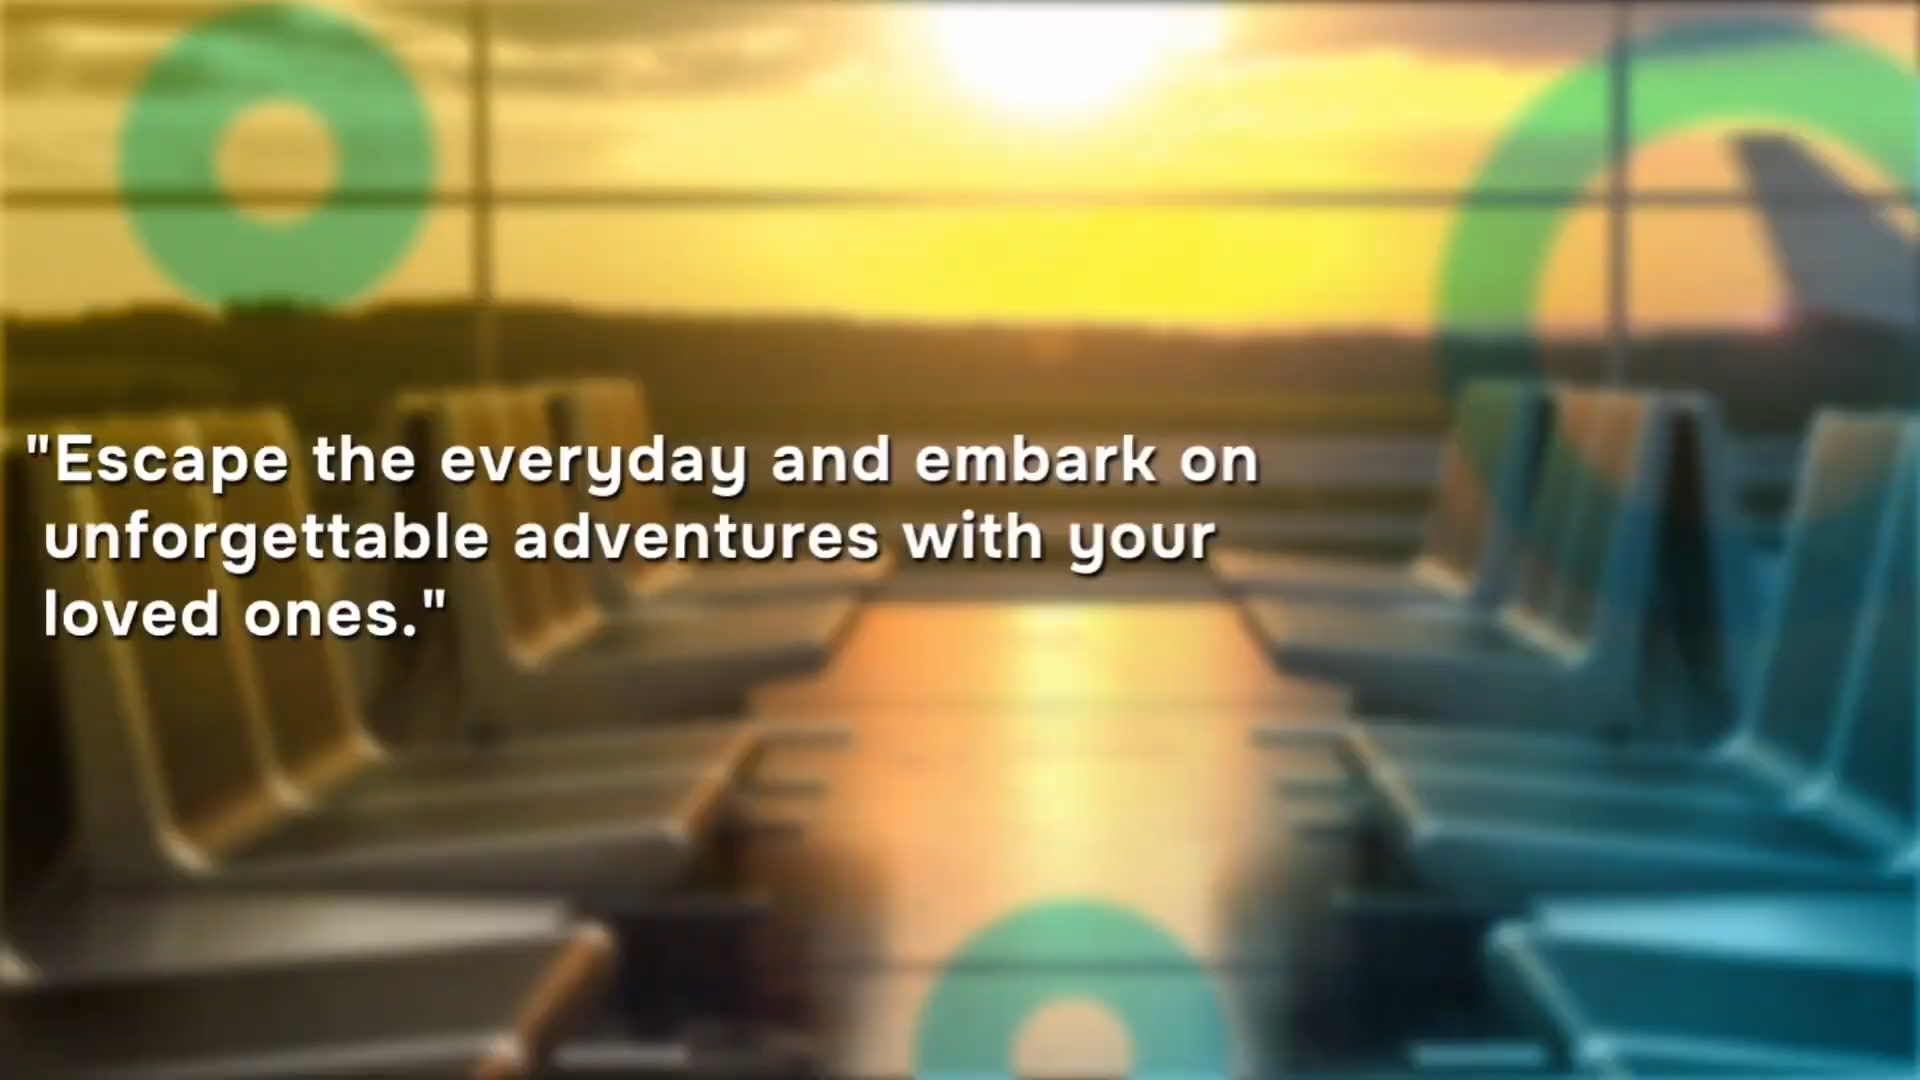 "Escape the everyday and embark on
unforgettable adventures with your
loved ones."